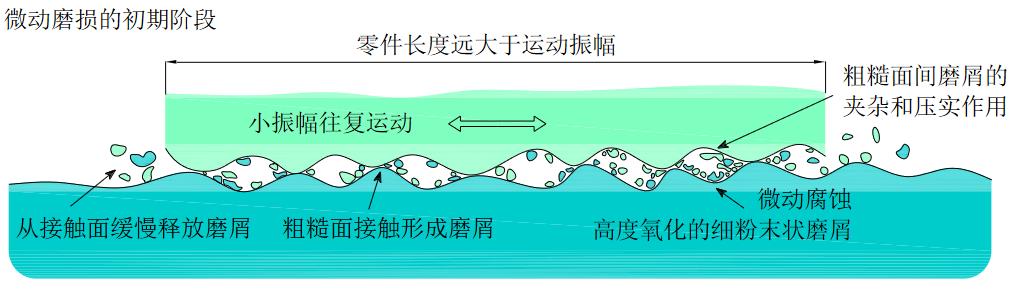 微动磨损的初期阶段
零件长度远大于运动振幅
粗糙面间磨屑的
夹杂和压实作用
小振幅往复运动
微动腐蚀
从接触面缓慢释放磨屑
粗糙面接触形成磨屑
高度氧化的细粉末状磨屑